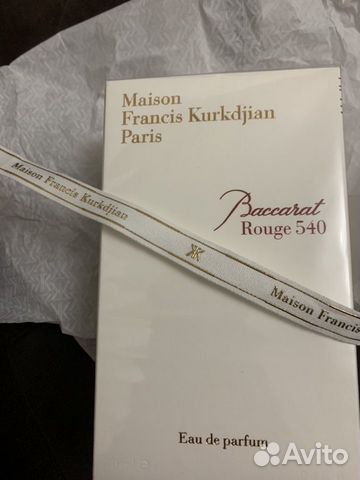 Maison
Francis Kurkdjian
Paris
Baccarat
Rouge 540
Maison Francis Kurkdjian
Maison Francis
Eau de parfum
Avito